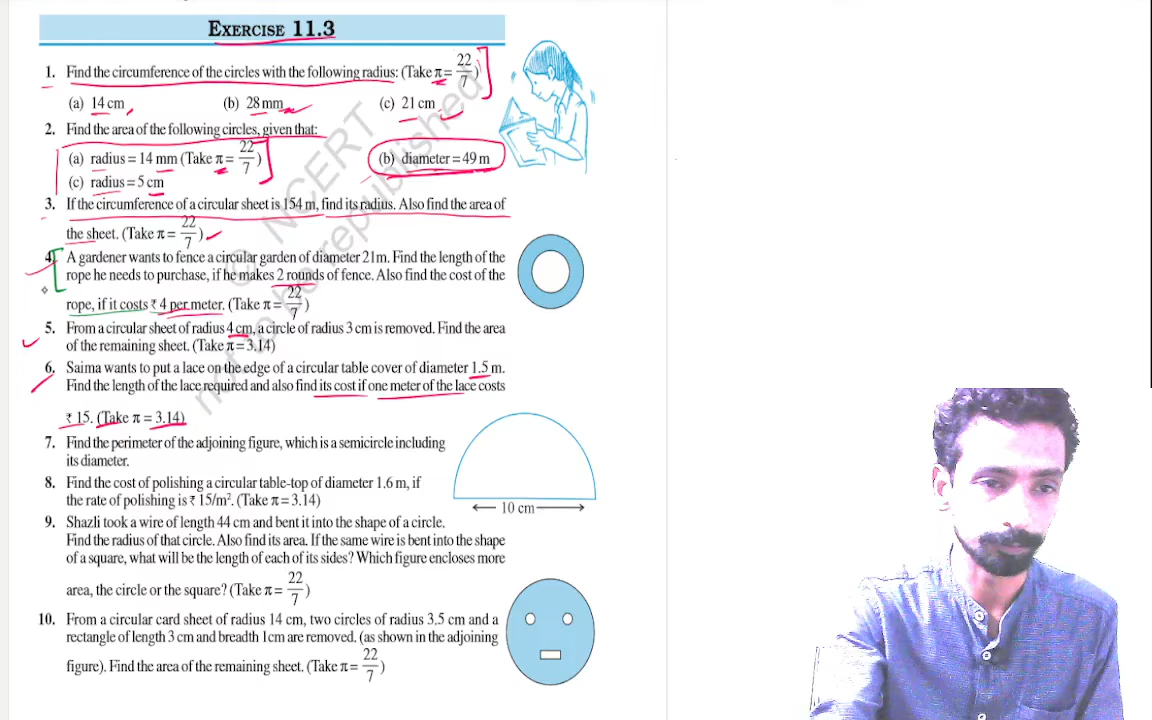 EXERCISE 11.3
1. Find the circumference of the circles with the following radius: (Take π = 22/7)
(a) 14 cm (b) 28 mm (c) 21 cm
2. Find the area of the following circles, given that:
(a) radius = 14 mm (Take π = 22/7) (b) diameter = 49 m
(c) radius = 5 cm
3. If the circumference of a circular sheet is 154 m, find its radius. Also find the area of
the sheet. (Take π = 22/7)
4. A gardener wants to fence a circular garden of diameter 21m. Find the length of the
rope he needs to purchase, if he makes 2 rounds of fence. Also find the cost of the
rope, if it costs ₹ 4 per meter. (Take π = 22/7)
5. From a circular sheet of radius 4 cm, a circle of radius 3 cm is removed. Find the area
of the remaining sheet. (Take π = 3.14)
6. Saima wants to put a lace on the edge of a circular table cover of diameter 1.5 m.
Find the length of the lace required and also find its cost if one meter of the lace costs
₹ 15. (Take π = 3.14)
7. Find the perimeter of the adjoining figure, which is a semicircle including
its diameter.
8. Find the cost of polishing a circular table-top of diameter 1.6 m, if
the rate of polishing is ₹ 15/m². (Take π = 3.14)
10 cm
9. Shazli took a wire of length 44 cm and bent it into the shape of a circle.
Find the radius of that circle. Also find its area. If the same wire is bent into the shape
of a square, what will be the length of each of its sides? Which figure encloses more
area, the circle or the square? (Take π = 22/7)
10. From a circular card sheet of radius 14 cm, two circles of radius 3.5 cm and a
rectangle of length 3 cm and breadth 1cm are removed. (as shown in the adjoining
figure). Find the area of the remaining sheet. (Take π = 22/7)
© NCERT
not to be republished